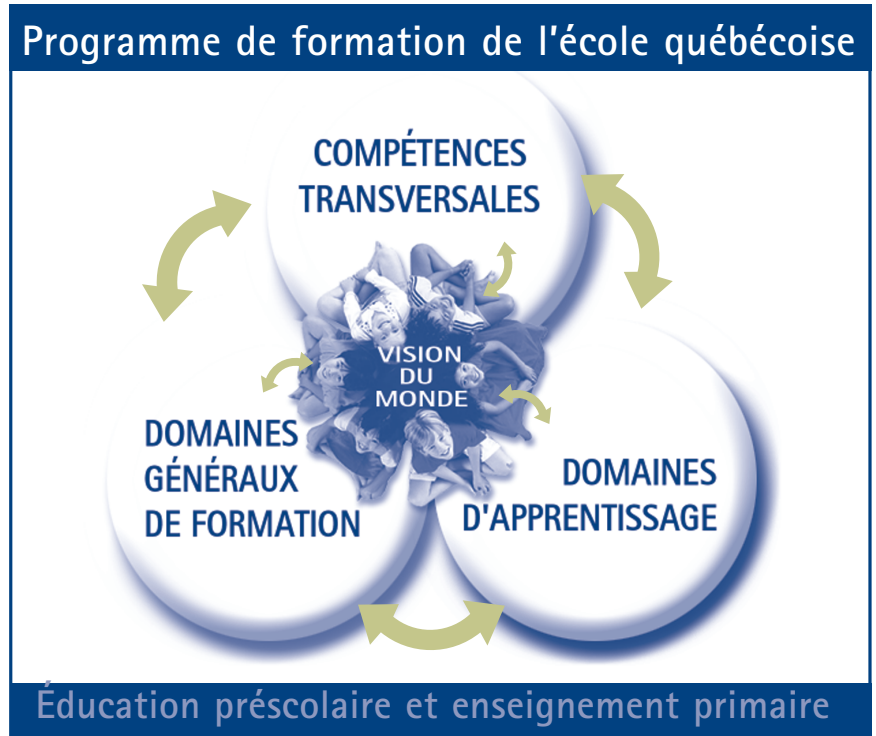 Programme de formation de l'école québécoise
COMPÉTENCES
TRANSVERSALES
VISION
DU
MONDE
DOMAINES
GÉNÉRAUX
DE FORMATION
DOMAINES
D'APPRENTISSAGE
Éducation préscolaire et enseignement primaire